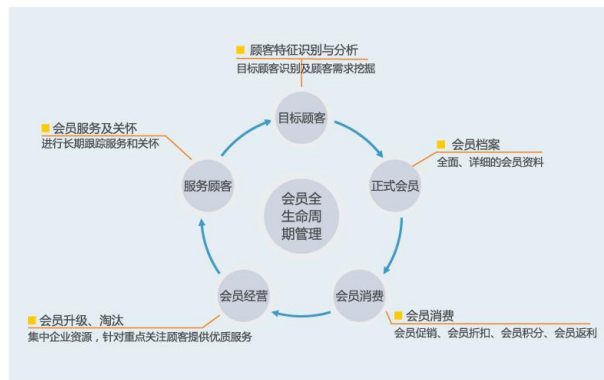 顾客特征识别与分析
目标顾客识别及顾客需求挖掘
目标顾客
会员服务及关怀
进行长期跟踪服务和关怀
会员档案
全面、详细的会员资料
服务顾客
正式会员
会员全
生命周
期管理
会员经营
会员消费
会员升级、淘汰
集中企业资源，针对重点关注顾客提供优质服务
会员消费
会员促销、会员折扣、会员积分、会员返利